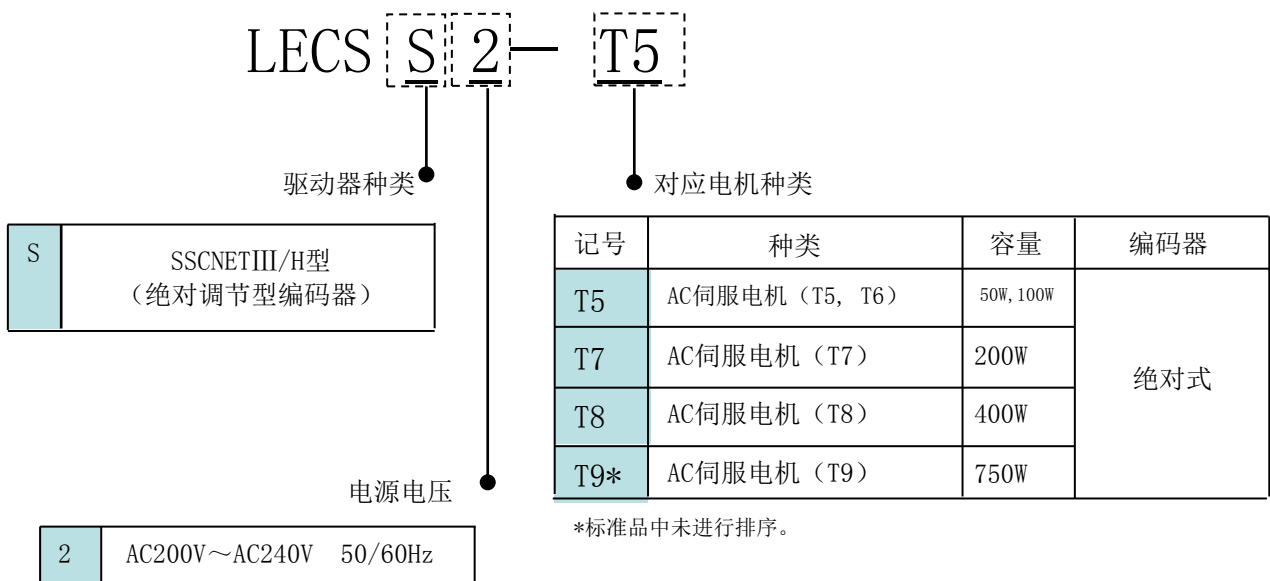 LECS S 2— T5
驱动器种类
对应电机种类
S
SSCNETⅢ/H型
（绝对调节型编码器）
记号 种类 容量 编码器
T5 AC伺服电机（T5, T6） 50W,100W
T7 AC伺服电机（T7） 200W
绝对式
T8 AC伺服电机（T8） 400W
T9* AC伺服电机（T9） 750W
电源电压
*标准品中未进行排序。
2 AC200V～AC240V 50/60Hz